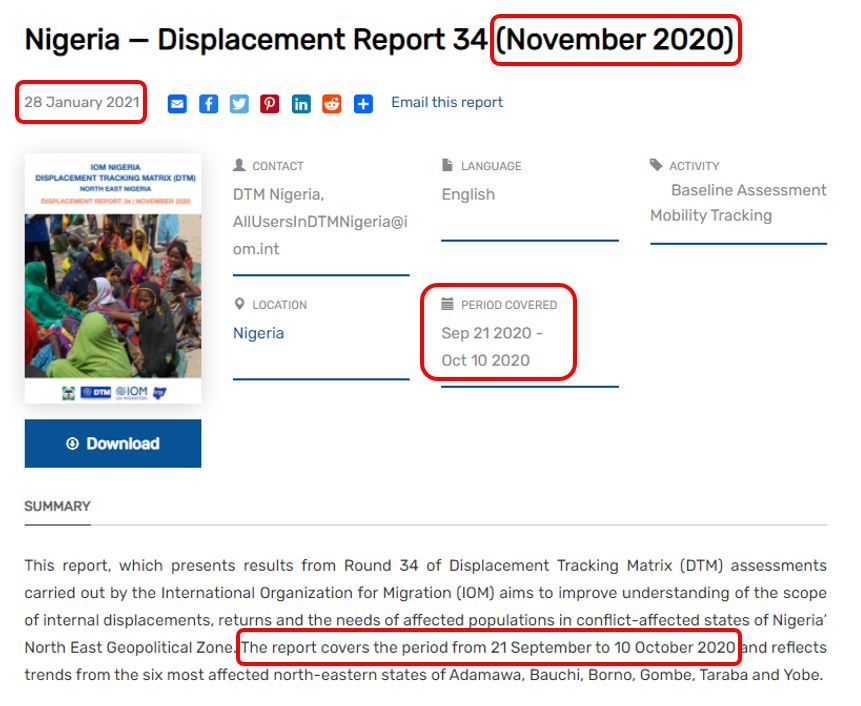 Nigeria — Displacement Report 34 (November 2020)
28 January 2021
Email this report
IOM NIGERIA
DISPLACEMENT TRACKING MATRIX (DTM)
NORTH EAST NIGERIA
DISPLACEMENT REPORT 34 | NOVEMBER 2020
DTM
IOM
UN MIGRATION
Download
CONTACT
DTM Nigeria,
AllUsersInDTMNigeria@i
om.int
LANGUAGE
English
ACTIVITY
Baseline Assessment
Mobility Tracking
LOCATION
Nigeria
PERIOD COVERED
Sep 21 2020 -
Oct 10 2020
SUMMARY
This report, which presents results from Round 34 of Displacement Tracking Matrix (DTM) assessments
carried out by the International Organization for Migration (IOM) aims to improve understanding of the scope
of internal displacements, returns and the needs of affected populations in conflict-affected states of Nigeria'
North East Geopolitical Zone. The report covers the period from 21 September to 10 October 2020 and reflects
trends from the six most affected north-eastern states of Adamawa, Bauchi, Borno, Gombe, Taraba and Yobe.